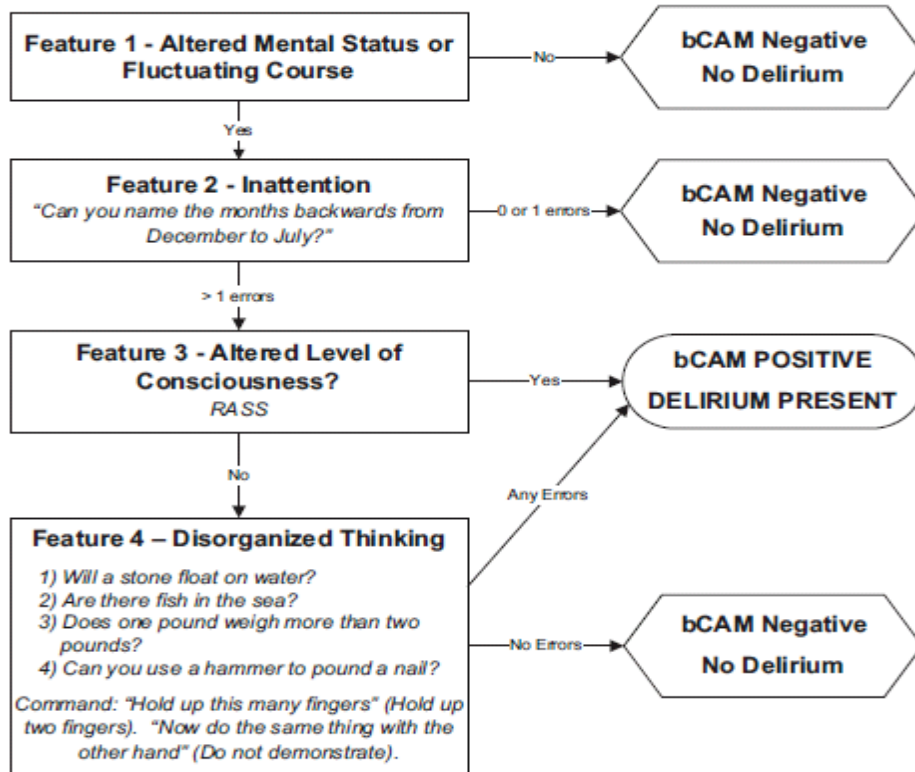 Feature 1 - Altered Mental Status or
Fluctuating Course
No
bCAM Negative
No Delirium
Yes
Feature 2 - Inattention
“Can you name the months backwards from
December to July?”
0 or 1 errors
bCAM Negative
No Delirium
> 1 errors
Feature 3 - Altered Level of
Consciousness?
RASS
Yes
bCAM POSITIVE
DELIRIUM PRESENT
No
Any Errors
Feature 4 – Disorganized Thinking
1) Will a stone float on water?
2) Are there fish in the sea?
3) Does one pound weigh more than two
pounds?
4) Can you use a hammer to pound a nail?
Command: “Hold up this many fingers” (Hold up
two fingers). “Now do the same thing with the
other hand” (Do not demonstrate).
No Errors
bCAM Negative
No Delirium